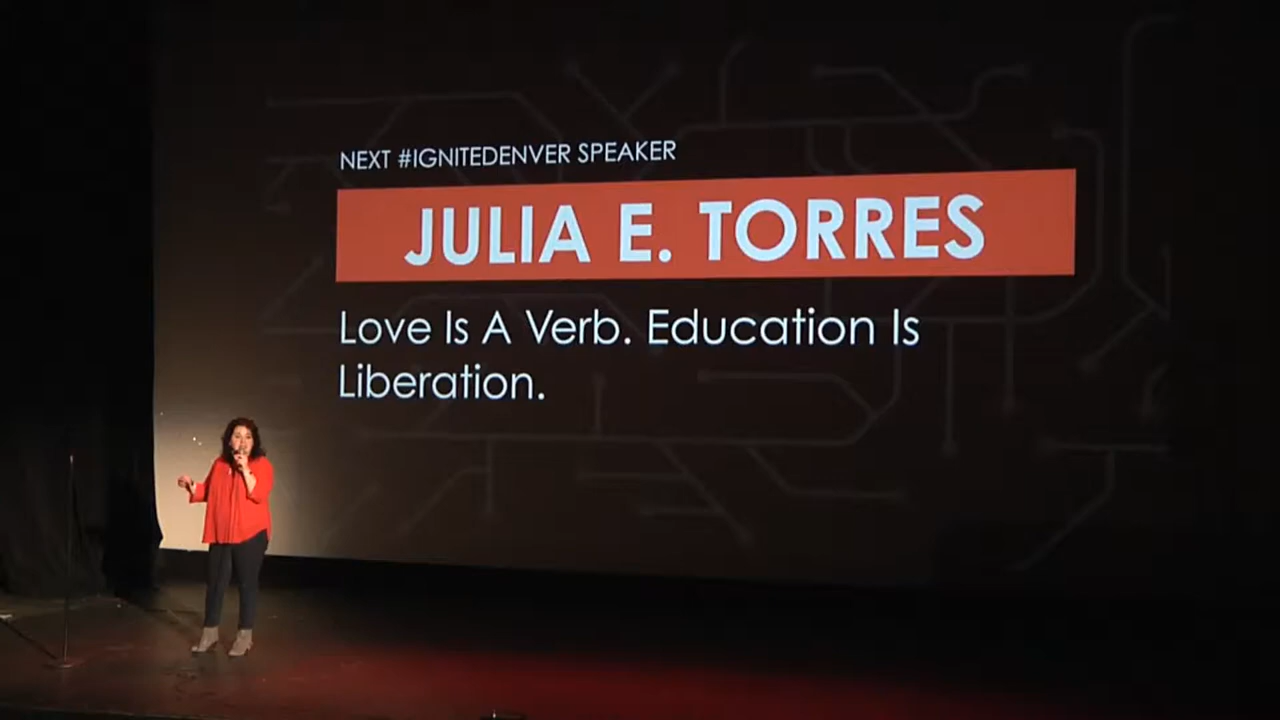 NEXT #IGNITEDENVER SPEAKER
JULIA E. TORRES
Love Is A Verb. Education Is
Liberation.